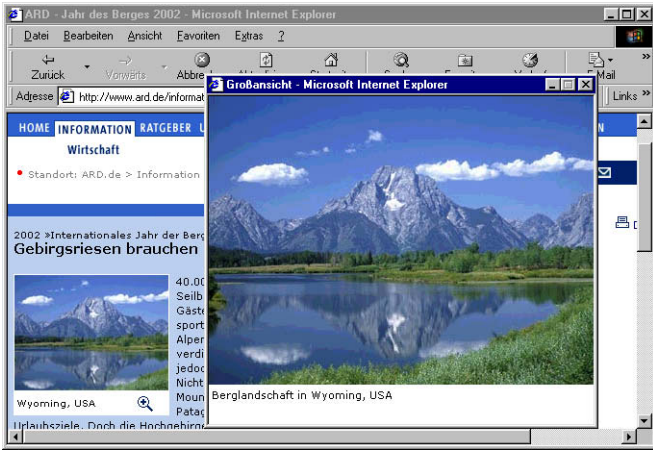 ARD - Jahr des Berges 2002 - Microsoft Internet Explorer
Datei Bearbeiten Ansicht Favoriten Extras ?
Zurück Vorwärts Mail
Adresse http://www.ard.de/informat Links »
Großansicht - Microsoft Internet Explorer
HOME INFORMATION RATGEBER
Wirtschaft
Standort: ARD.de > Information
2002 »Internationales Jahr der Berg
Gebirgsriesen brauchen
40.00
Seilb
Gäste
sport
Alpen
verdi
jedoc
Nicht
Moun
Patag
Wyoming, USA
Urlaubsziele. Doch die Hochgebirge
Berglandschaft in Wyoming, USA